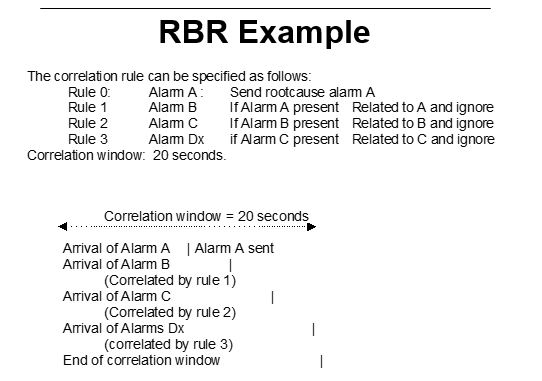 RBR Example
The correlation rule can be specified as follows:
Rule 0: Alarm A : Send rootcause alarm A
Rule 1 Alarm B If Alarm A present Related to A and ignore
Rule 2 Alarm C If Alarm B present Related to B and ignore
Rule 3 Alarm Dx if Alarm C present Related to C and ignore
Correlation window: 20 seconds.
Correlation window = 20 seconds
Arrival of Alarm A | Alarm A sent
Arrival of Alarm B |
(Correlated by rule 1)
Arrival of Alarm C |
(Correlated by rule 2)
Arrival of Alarms Dx |
(correlated by rule 3)
End of correlation window |